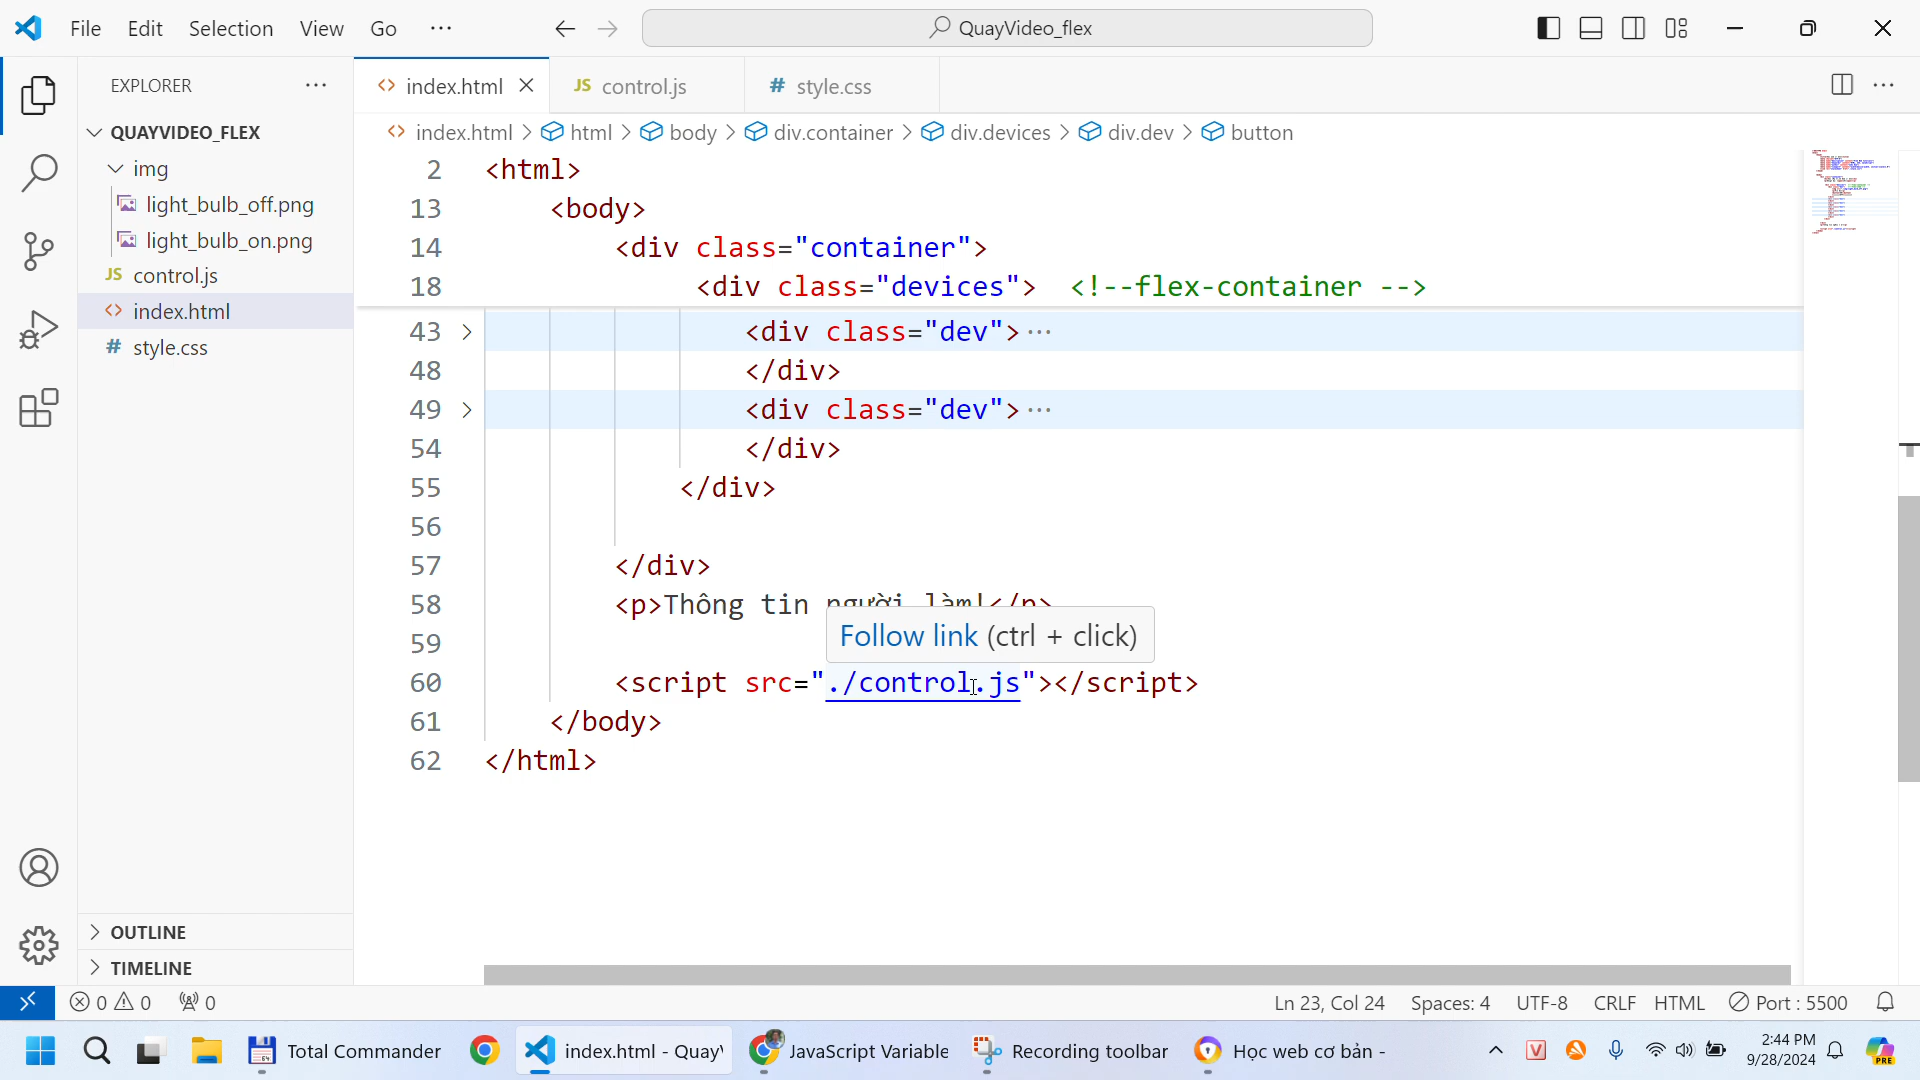 File Edit Selection View Go ··· QuayVideo_flex
EXPLORER ···
index.html
JS control.js
# style.css
index.html > html > body > div.container > div.devices > div.dev > button
QUAYVIDEO_FLEX
img
light_bulb_off.png
light_bulb_on.png
JS control.js
<> index.html
# style.css
2 <html>
13 <body>
14 <div class="container">
18 <div class="devices"> <!--flex-container -->
43 <div class="dev">···
48 </div>
49 <div class="dev">···
54 </div>
55 </div>
56
57 </div>
58 <p>Thông tin người làm!</p>
Follow link (ctrl + click)
59
60 <script src="./control.js"></script>
61 </body>
62 </html>
OUTLINE
TIMELINE
0 0 0
Ln 23, Col 24 Spaces: 4 UTF-8 CRLF HTML Port : 5500
Total Commander
index.html - Quay
JavaScript Variable
Recording toolbar
Học web cơ bản -
2:44 PM
9/28/2024
PRE